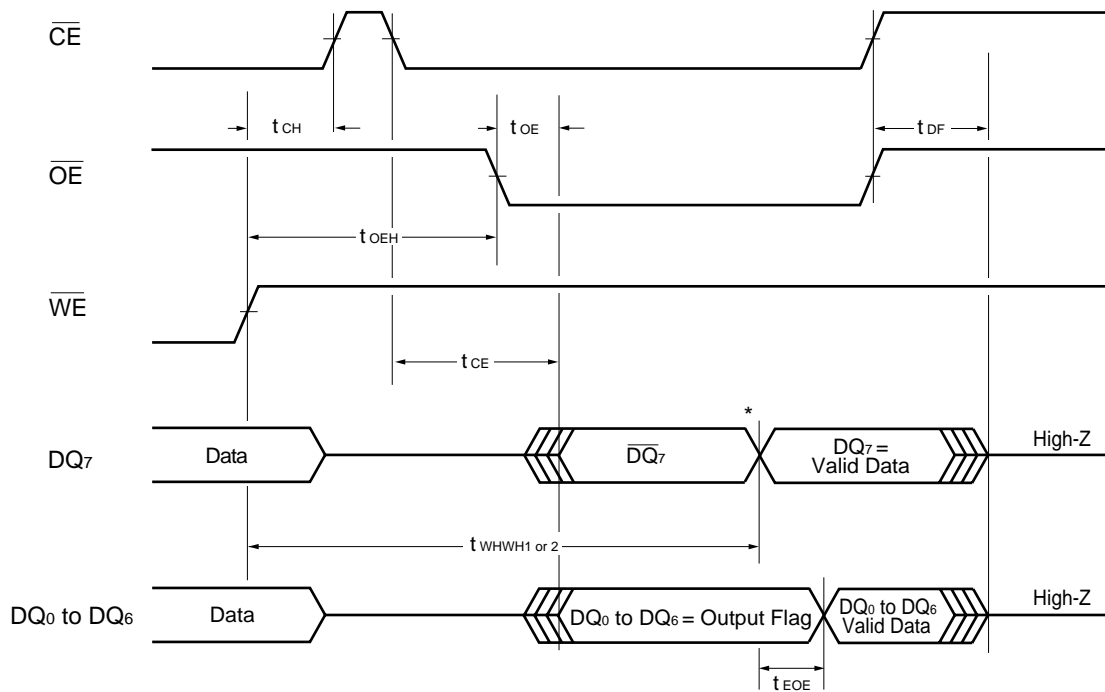 CE
t CH
t OE
t DF
OE
t OEH
WE
t CE
*
DQ7
Data
DQ7
DQ7 =
Valid Data
High-Z
t WHWH1 or 2
DQ0 to DQ6
Data
DQ0 to DQ6 = Output Flag
DQ0 to DQ6
Valid Data
High-Z
t EOE